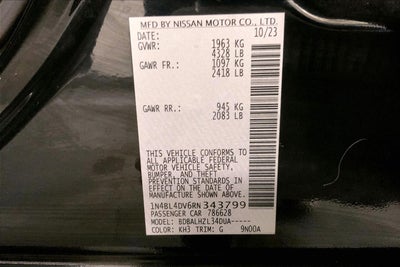 MFD BY NISSAN MOTOR CO., LTD.
DATE: 10/23
GVWR: 1963 KG
4328 LB
GAWR FR.: 1097 KG
2418 LB
GAWR RR.: 945 KG
2083 LB
THIS VEHICLE CONFORMS TO
ALL APPLICABLE FEDERAL
MOTOR VEHICLE SAFETY,
BUMPER, AND THEFT
PREVENTION STANDARDS IN
EFFECT ON THE DATE OF
MANUFACTURE SHOWN ABOVE.
1N4BL4DV6RN343799
PASSENGER CAR 786628
MODEL: BDBALHZL34DUA-----
COLOR: KH3 TRIM: G 9N00A